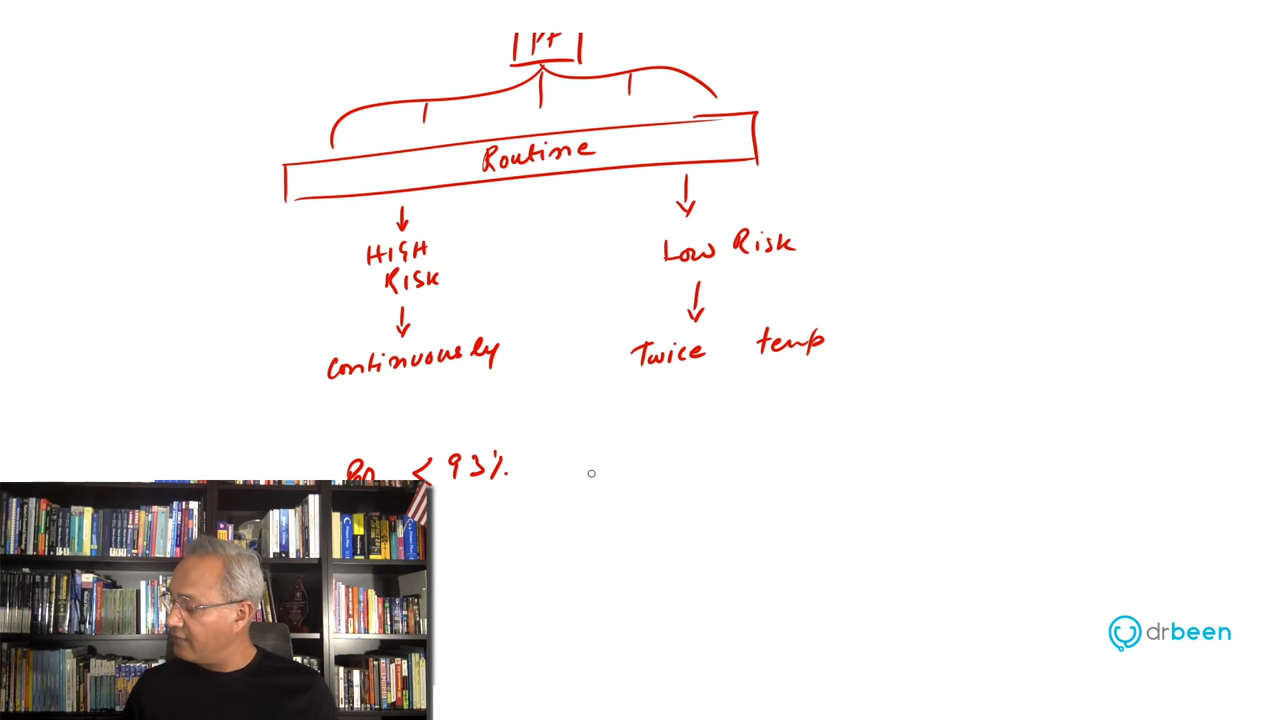 Routine
HIGH
RISK
Low Risk
Continuously
Twice temp
< 93%
drbeen